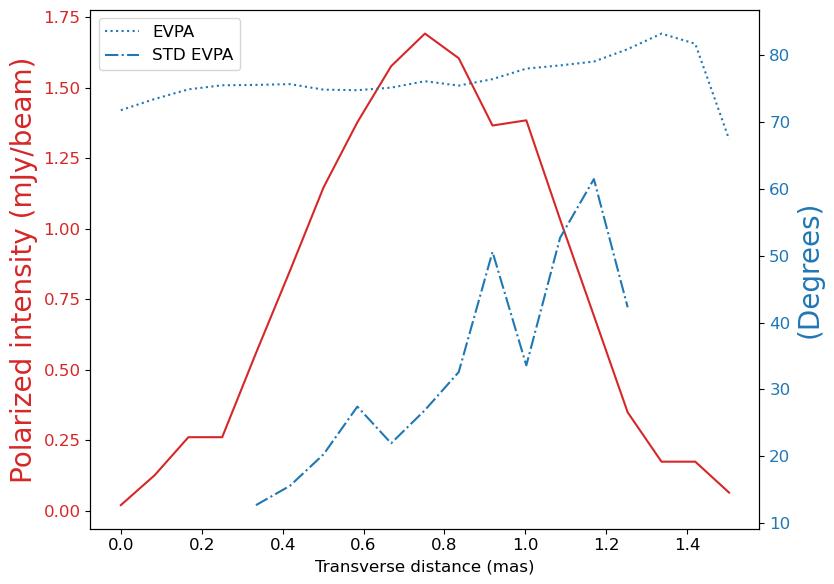 EVPA
STD EVPA
Polarized intensity (mJy/beam)
1.75
1.50
1.25
1.00
0.75
0.50
0.25
0.00
80
70
60
50
40
30
20
10
(Degrees)
0.0 0.2 0.4 0.6 0.8 1.0 1.2 1.4
Transverse distance (mas)